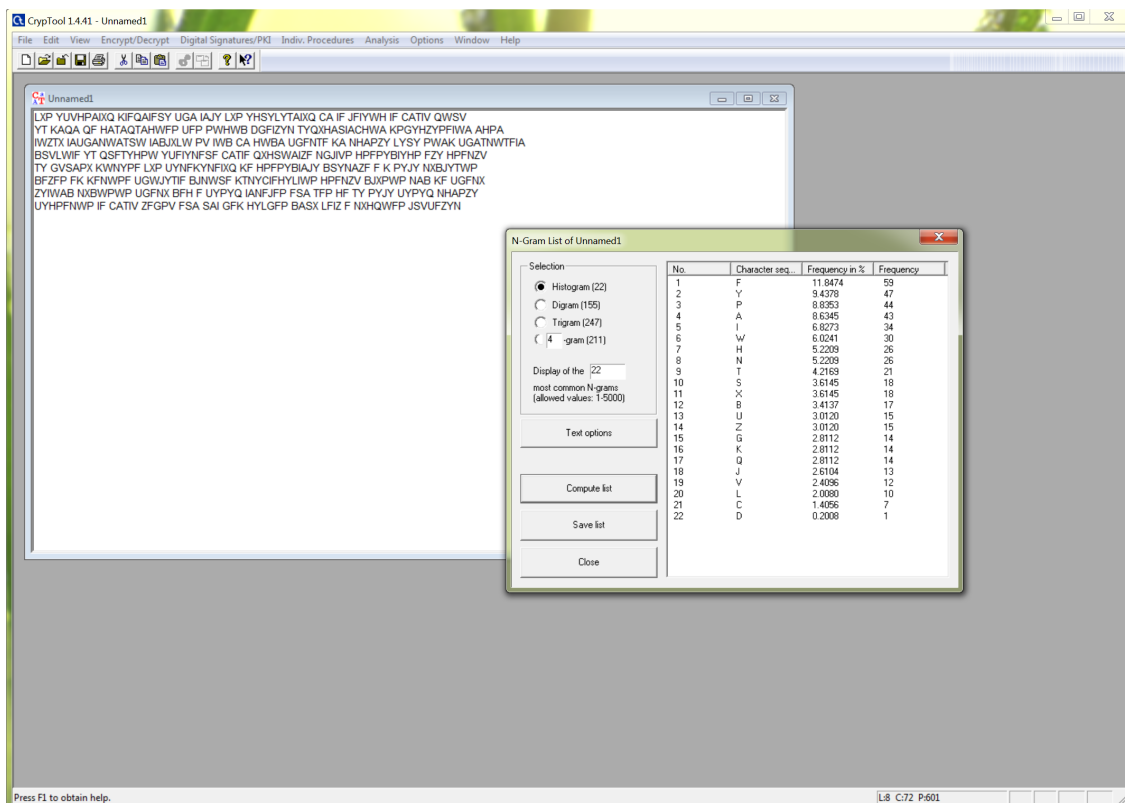 CrypTool 1.4.41 - Unnamed1
File Edit View Encrypt/Decrypt Digital Signatures/PKI Indiv. Procedures Analysis Options Window Help
Unnamed1
LXP YUVHPAIXQ KIFQAIFSY UGA IAJY LXP YHSYLYTAIXQ CA IF JFIYWH IF CATIV QWSV
YT KAQA QF HATAQTAHWFP UFP PWHWB DGFIZYN TYQXHASIACHWA KPGYHZYPFIWA AHPA
IWZTX IAUGANWATSW IABJXLW PV IWB CA HWBA UGFNTF KA NHAPZY LYSY PWAK UGATNWTFIA
BSVLWIF YT QSFTYHPW YUFIYNFSF CATIF QXHSWAIZF NGJIVP HPFPYBIYHP FZY HPFNZV
TY GVSAPX KWNYPF LXP UYNFKYNFIXQ KF HPFPYBIAJY BSYNAZF F K PYJY NXBJYTWP
BFZFP FK KFNWPF UGWJYTIF BJNWSF KTNYCIFHYLIWP HPFNZV BJXPWP NAB KF UGFNX
ZYIWAB NXBWPWP UGFNX BFH F UYPYQ IANFJFP FSA TFP HF TY PYJY UYPYQ NHAPZY
UYHPFNWP IF CATIV ZFGPV FSA SAI GFK HYLGFP BASX LFIZ F NXHQWFP JSVUFZYN
N-Gram List of Unnamed1
Selection
Histogram (22)
Digram (155)
Trigram (247)
4 -gram (211)
Display of the 22
most common N-grams
(allowed values: 1-5000)
Text options
Compute list
Save list
Close
No. Character seq... Frequency in % Frequency
1 F 11.8474 59
2 Y 9.4378 47
3 P 8.8353 44
4 A 8.6345 43
5 I 6.8273 34
6 W 6.0241 30
7 H 5.2209 26
8 N 5.2209 26
9 T 4.2169 21
10 S 3.6145 18
11 X 3.6145 18
12 B 3.4137 17
13 U 3.0120 15
14 Z 3.0120 15
15 G 2.8112 14
16 K 2.8112 14
17 Q 2.8112 14
18 J 2.6104 13
19 V 2.4096 12
20 L 2.0080 10
21 C 1.4056 7
22 D 0.2008 1
Press F1 to obtain help.
L:8 C:72 P:601